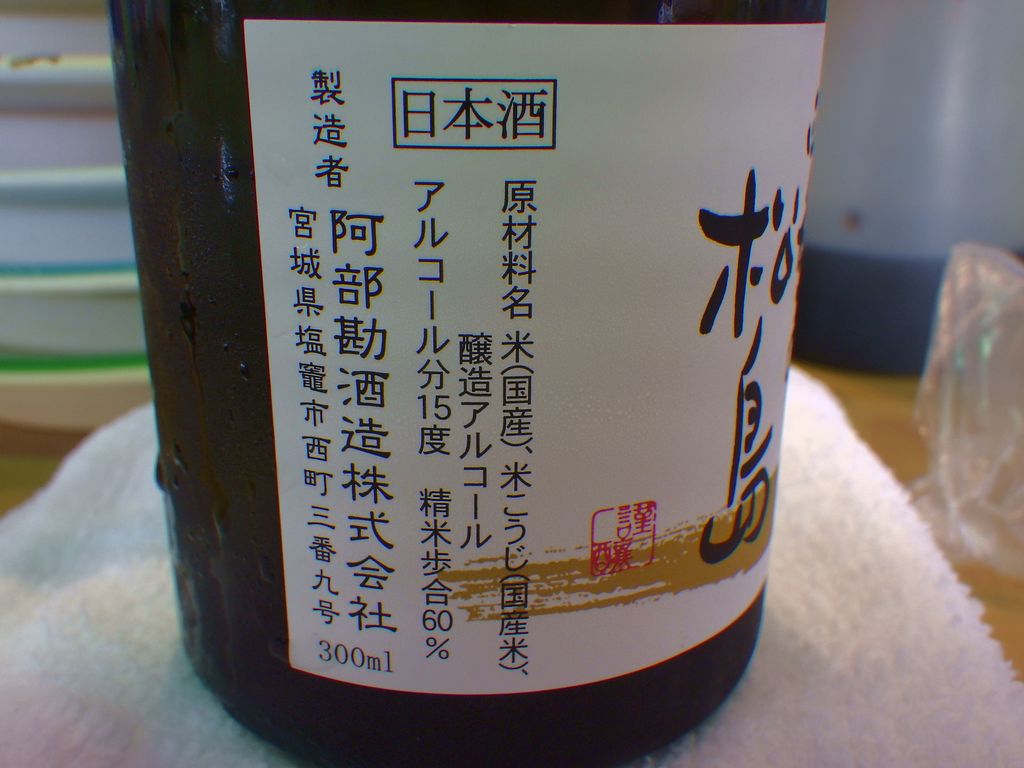 松島
謹醸
日本酒
原材料名 米(国産)、米こうじ(国産米)、
醸造アルコール
アルコール分15度 精米歩合60%
製造者
阿部勘酒造株式会社
宮城県塩竈市西町三番九号
300ml